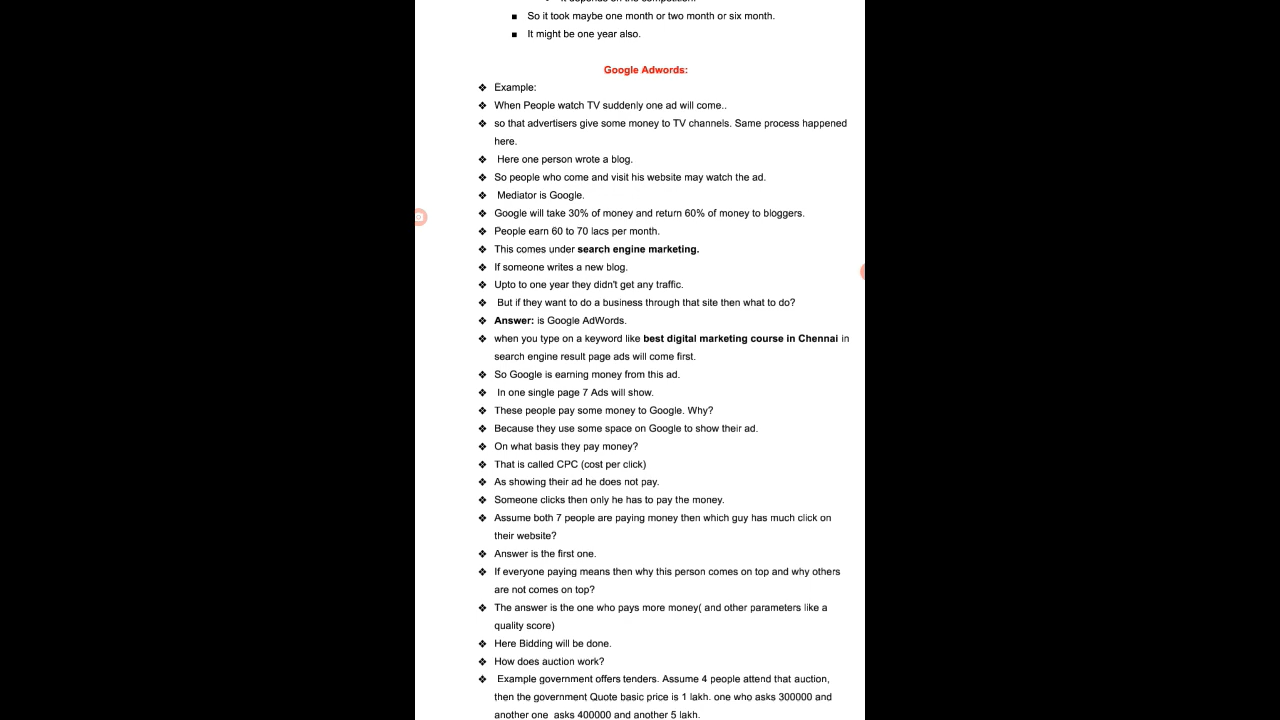 So it took maybe one month or two month or six month.
It might be one year also.
Google Adwords:
Example:
When People watch TV suddenly one ad will come..
so that advertisers give some money to TV channels. Same process happened
here.
Here one person wrote a blog.
So people who come and visit his website may watch the ad.
Mediator is Google.
Google will take 30% of money and return 60% of money to bloggers.
People earn 60 to 70 lacs per month.
This comes under search engine marketing.
If someone writes a new blog.
Upto to one year they didn't get any traffic.
But if they want to do a business through that site then what to do?
Answer: is Google AdWords.
when you type on a keyword like best digital marketing course in Chennai in
search engine result page ads will come first.
So Google is earning money from this ad.
In one single page 7 Ads will show.
These people pay some money to Google. Why?
Because they use some space on Google to show their ad.
On what basis they pay money?
That is called CPC (cost per click)
As showing their ad he does not pay.
Someone clicks then only he has to pay the money.
Assume both 7 people are paying money then which guy has much click on
their website?
Answer is the first one.
If everyone paying means then why this person comes on top and why others
are not comes on top?
The answer is the one who pays more money( and other parameters like a
quality score)
Here Bidding will be done.
How does auction work?
Example government offers tenders. Assume 4 people attend that auction,
then the government Quote basic price is 1 lakh. one who asks 300000 and
another one  asks 400000 and another 5 lakh.